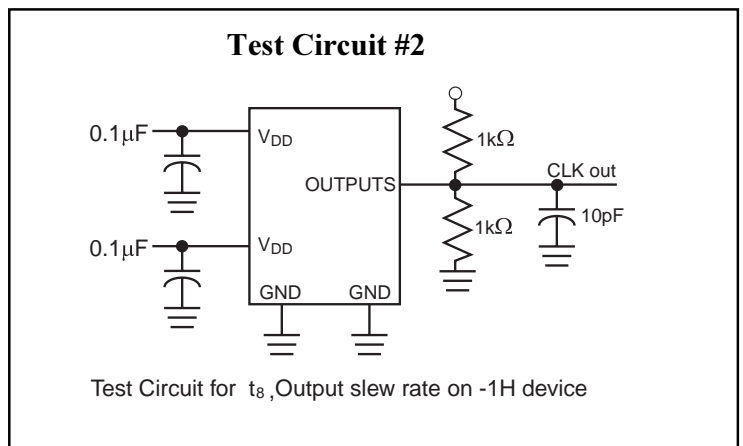 Test Circuit #2
0.1μF
VDD
1kΩ
OUTPUTS
CLK out
1kΩ
10pF
0.1μF
VDD
GND GND
Test Circuit for t8 ,Output slew rate on -1H device